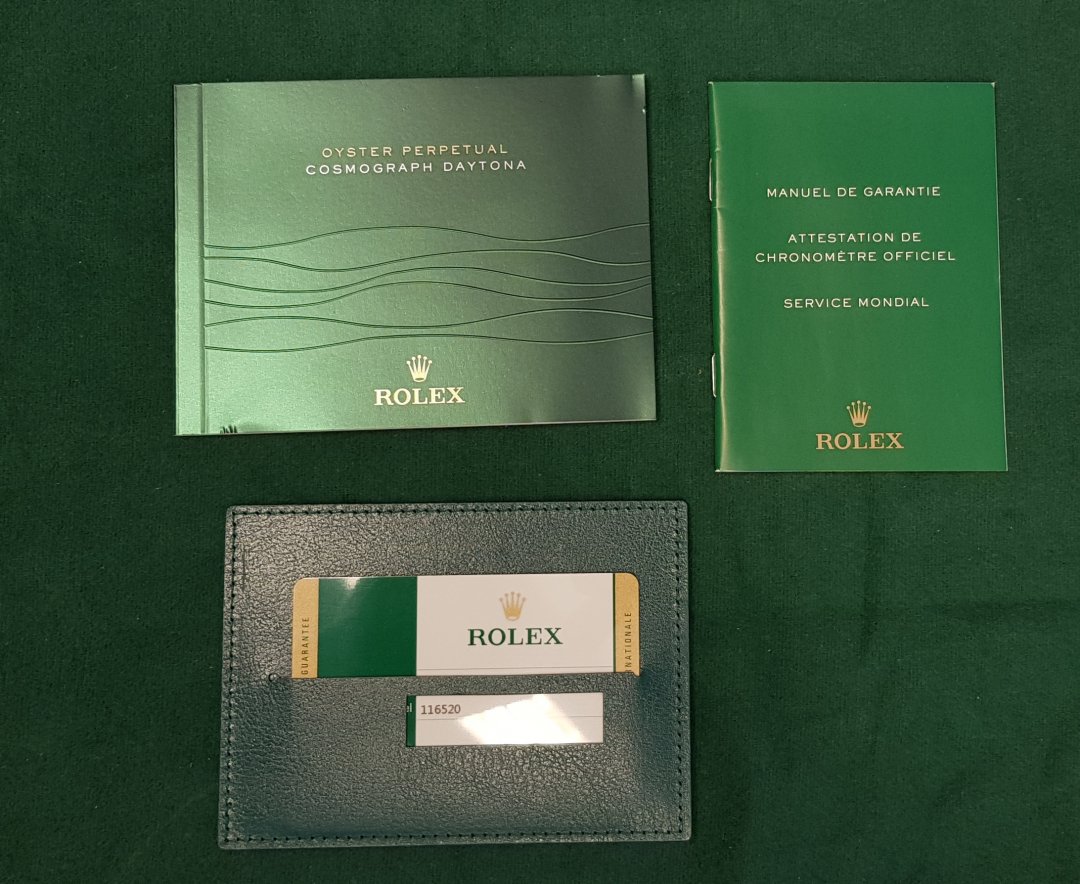 OYSTER PERPETUAL
COSMOGRAPH DAYTONA
ROLEX
MANUEL DE GARANTIE
ATTESTATION DE
CHRONOMÈTRE OFFICIEL
SERVICE MONDIAL
ROLEX
GUARANTEE
ROLEX
NATIONALE
116520